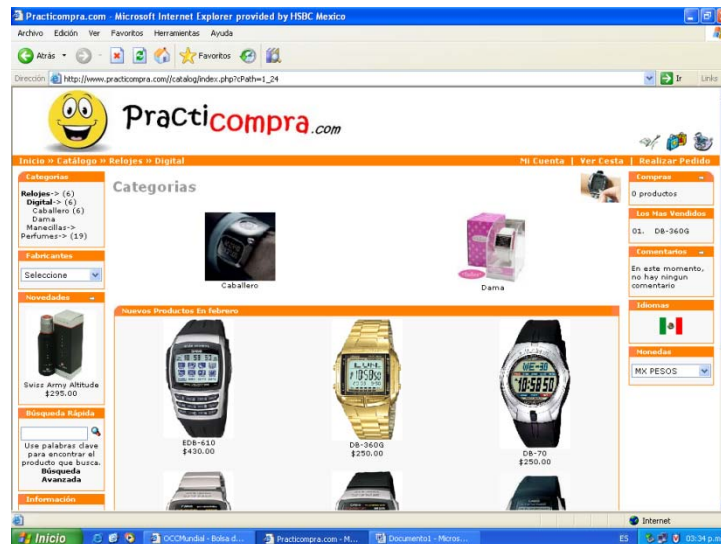 Practicompra.com - Microsoft Internet Explorer provided by HSBC Mexico
Archivo Edición Ver Favoritos Herramientas Ayuda
Atrás Favoritos
Dirección http://www.practicompra.com//catalog/index.php?cPath=1_24 Ir Links
Practicompra.com
Inicio » Catálogo » Relojes » Digital Mi Cuenta | Ver Cesta | Realizar Pedido
Categorias
Relojes-> (6)
Digital-> (6)
Caballero (6)
Dama
Manecillas->
Perfumes-> (19)
Fabricantes
Seleccione
Novedades
Swiss Army Altitude
$295.00
Búsqueda Rápida
Use palabras clave
para encontrar el
producto que busca.
Búsqueda
Avanzada
Información
Categorias
Caballero
Dama
Nuevos Productos En febrero
EDB-610
$430.00
DB-360G
$250.00
DB-70
$250.00
Compras
0 productos
Los Mas Vendidos
01. DB-360G
Comentarios
En este momento,
no hay ningun
comentario
Idiomas
Monedas
MX PESOS
Internet
Inicio OCCMundial - Bolsa d... Practicompra.com - M... Documento1 - Micros... ES 03:34 p.m.